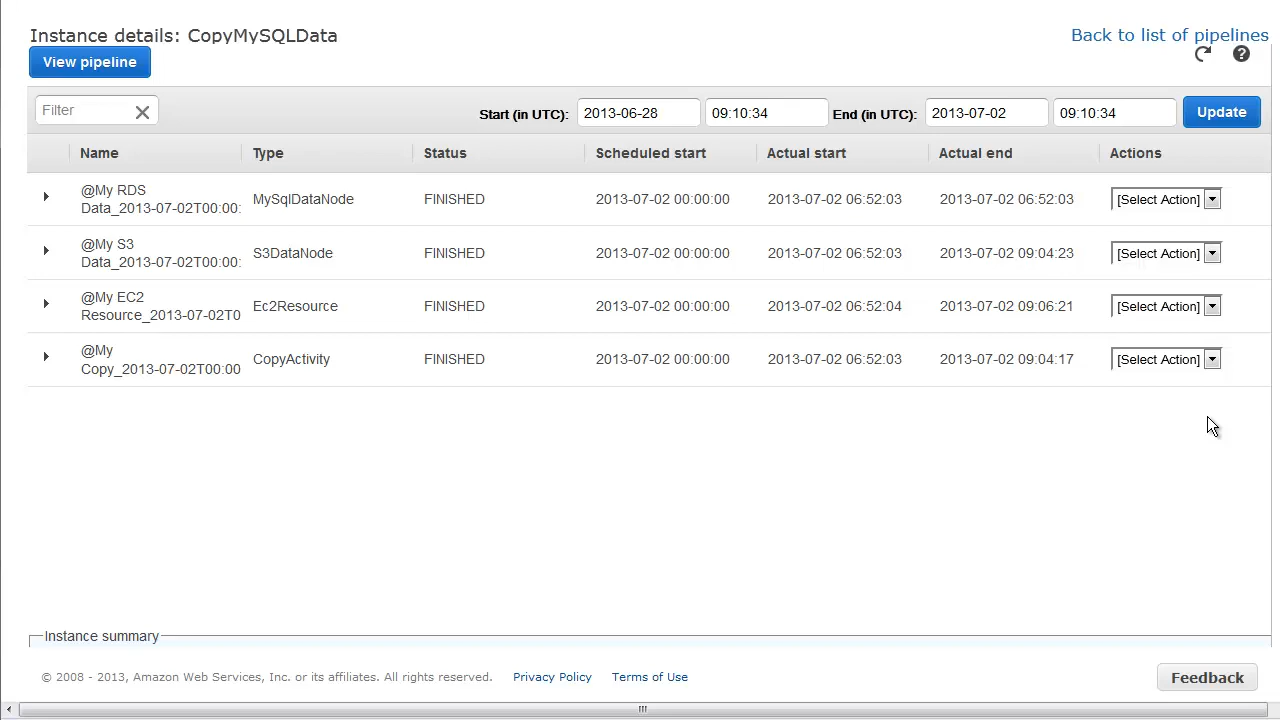 Instance details: CopyMySQLData
Back to list of pipelines
View pipeline
Filter
Start (in UTC): 2013-06-28 09:10:34 End (in UTC): 2013-07-02 09:10:34 Update
Name Type Status Scheduled start Actual start Actual end Actions
@My RDS
Data_2013-07-02T00:00: MySqlDataNode FINISHED 2013-07-02 00:00:00 2013-07-02 06:52:03 2013-07-02 06:52:03 [Select Action]
@My S3
Data_2013-07-02T00:00: S3DataNode FINISHED 2013-07-02 00:00:00 2013-07-02 06:52:03 2013-07-02 09:04:23 [Select Action]
@My EC2
Resource_2013-07-02T0 Ec2Resource FINISHED 2013-07-02 00:00:00 2013-07-02 06:52:04 2013-07-02 09:06:21 [Select Action]
@My
Copy_2013-07-02T00:00 CopyActivity FINISHED 2013-07-02 00:00:00 2013-07-02 06:52:03 2013-07-02 09:04:17 [Select Action]
Instance summary
© 2008 - 2013, Amazon Web Services, Inc. or its affiliates. All rights reserved. Privacy Policy Terms of Use Feedback